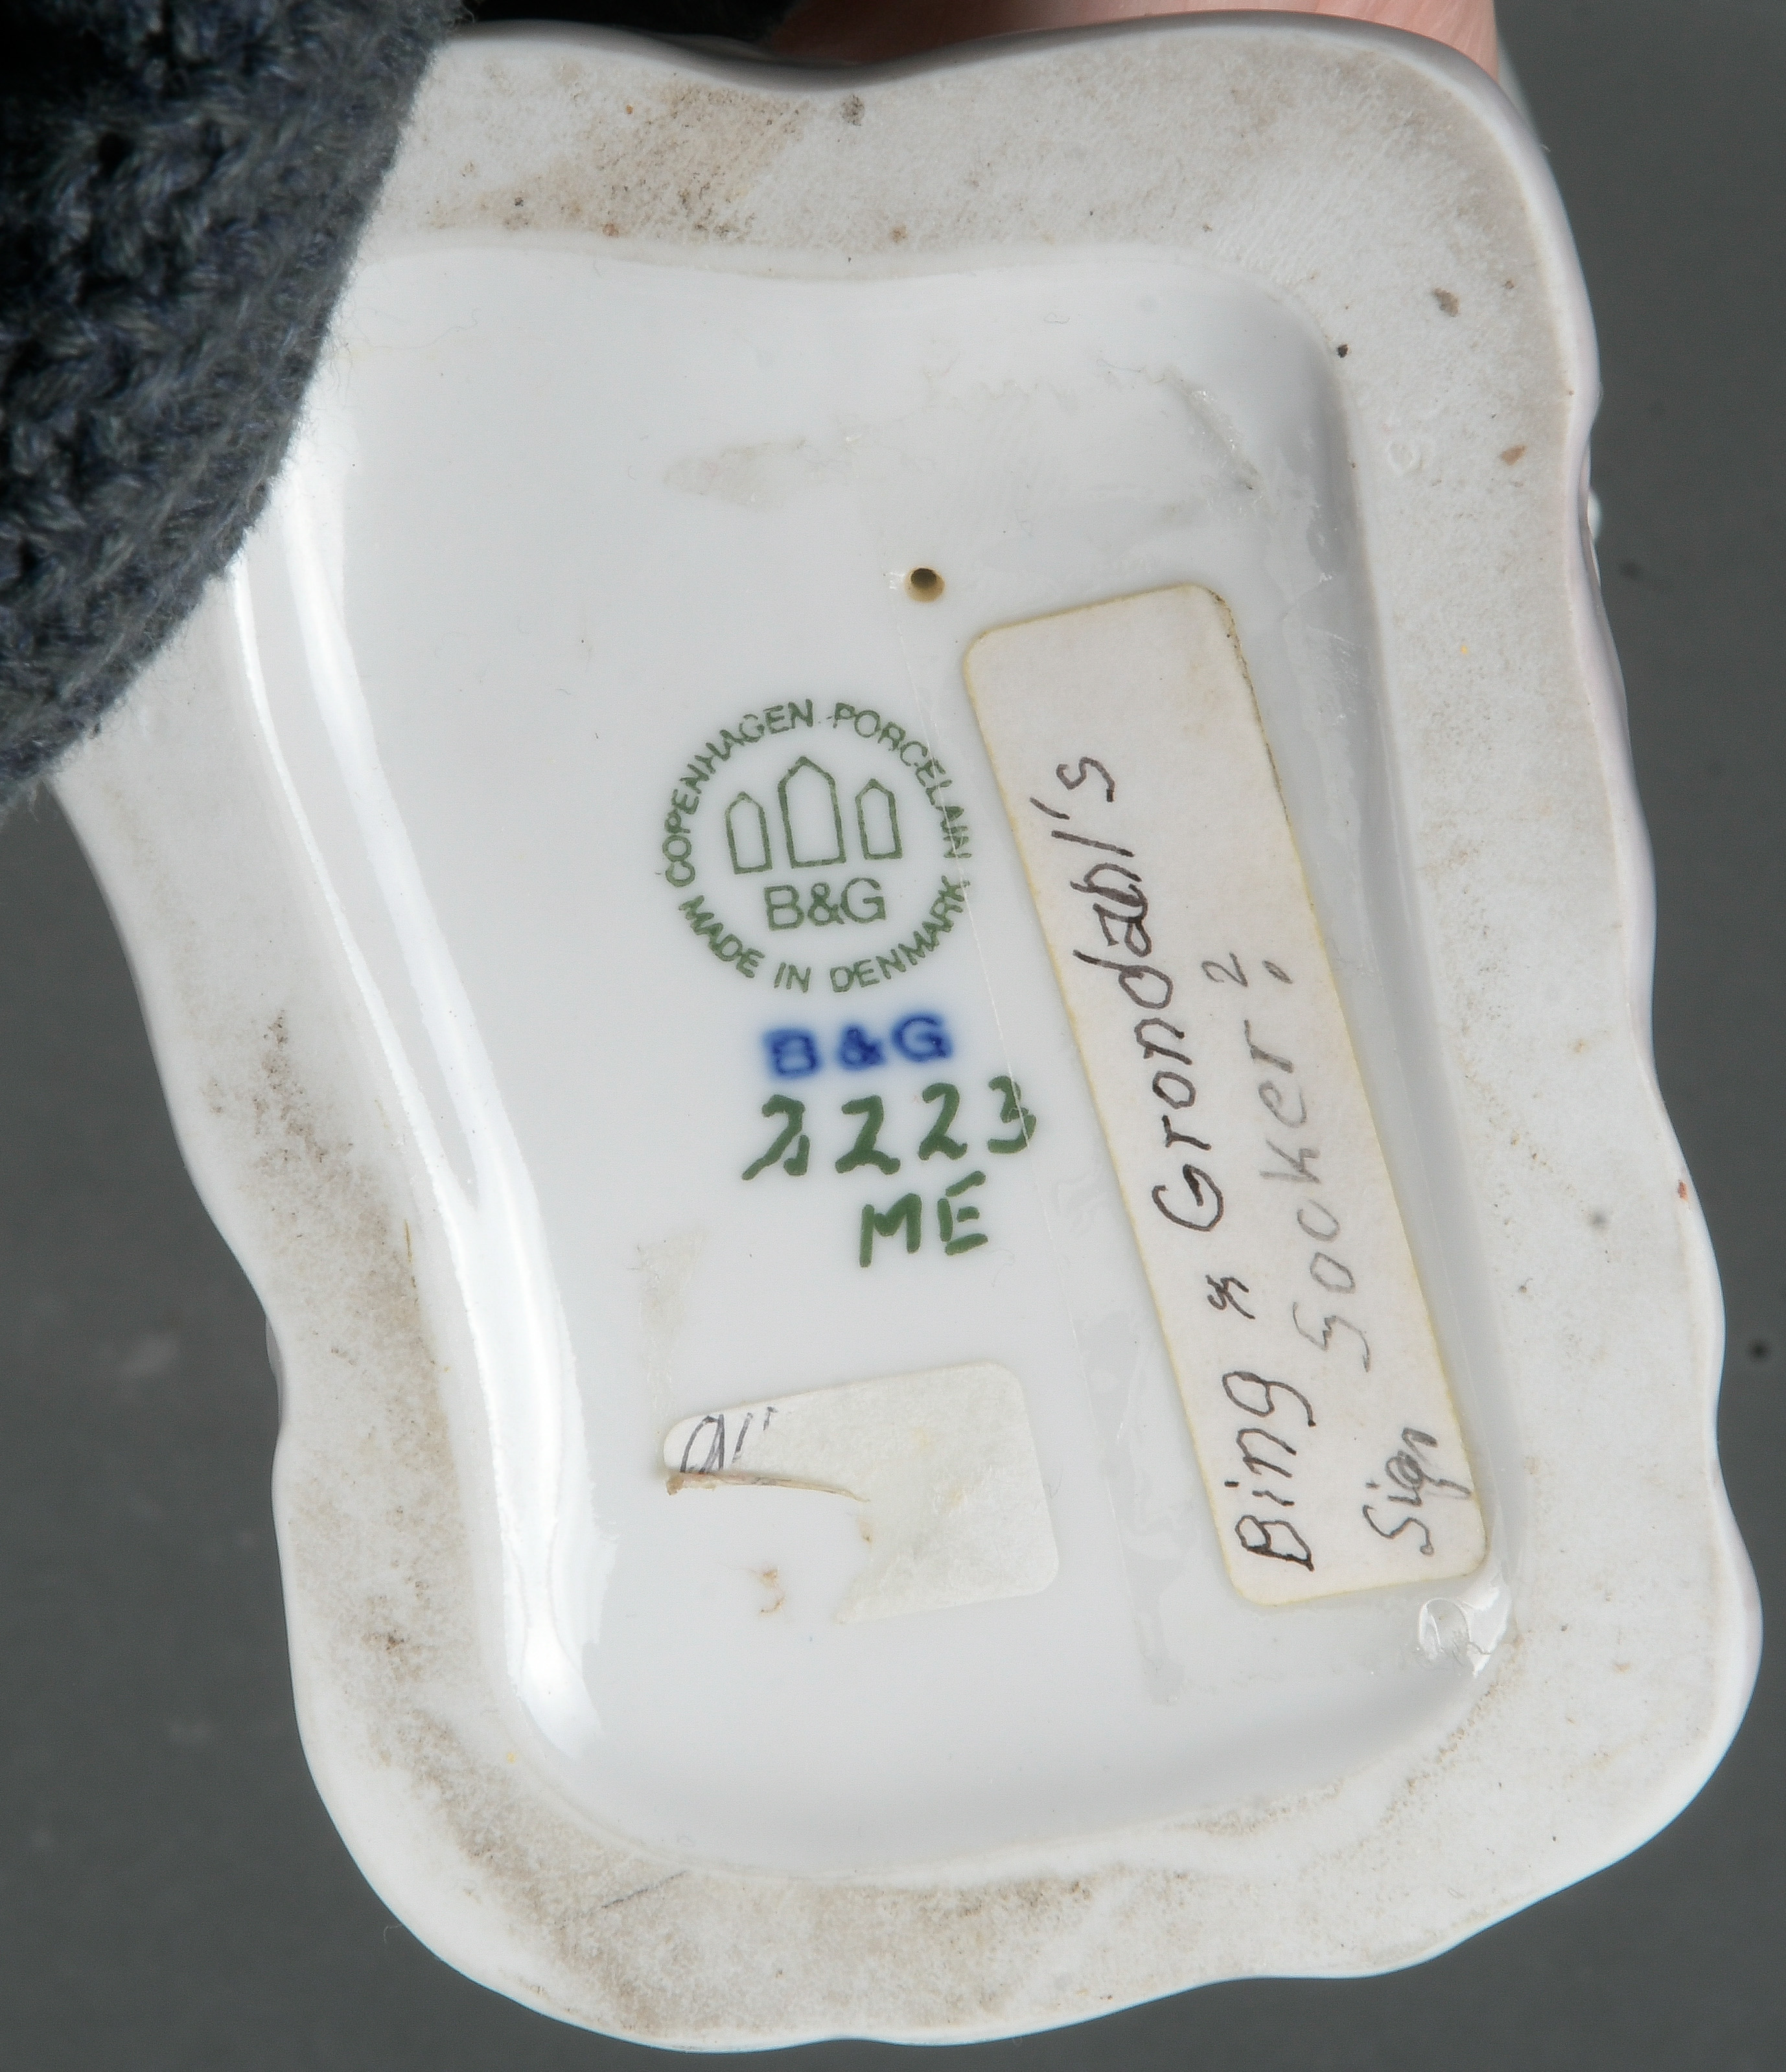 COPENHAGEN PORCELAIN
B&G
MADE IN DENMARK
B&G
2223
ME
Bing & Grondahl's
Socker?
Sign